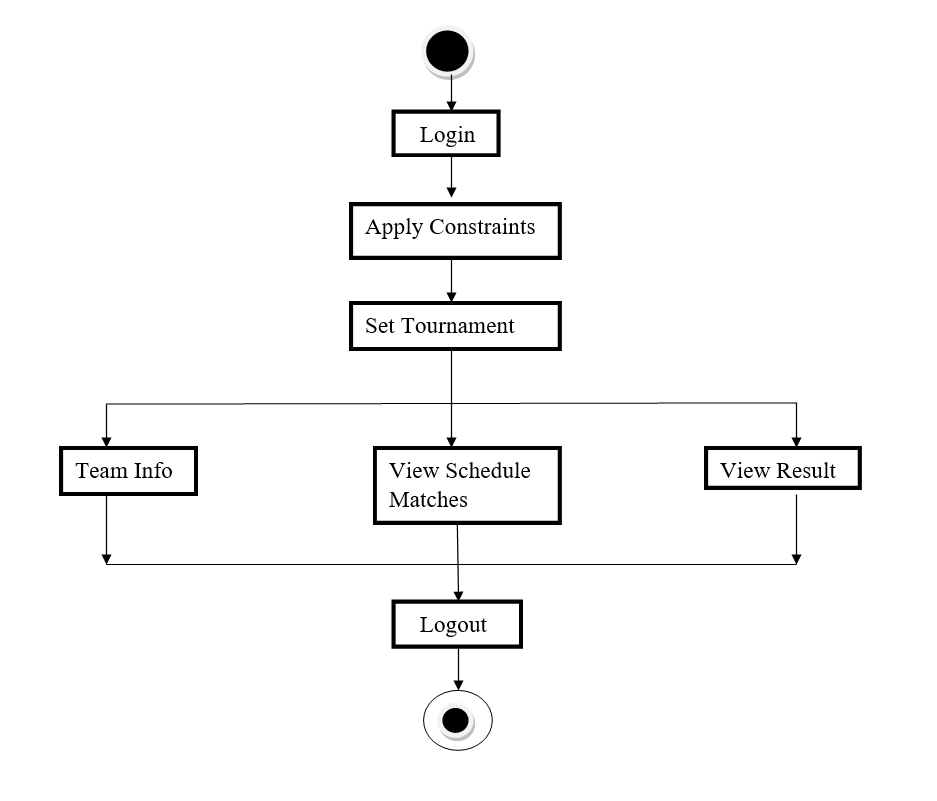 Login
Apply Constraints
Set Tournament
Team Info
View Schedule
Matches
View Result
Logout